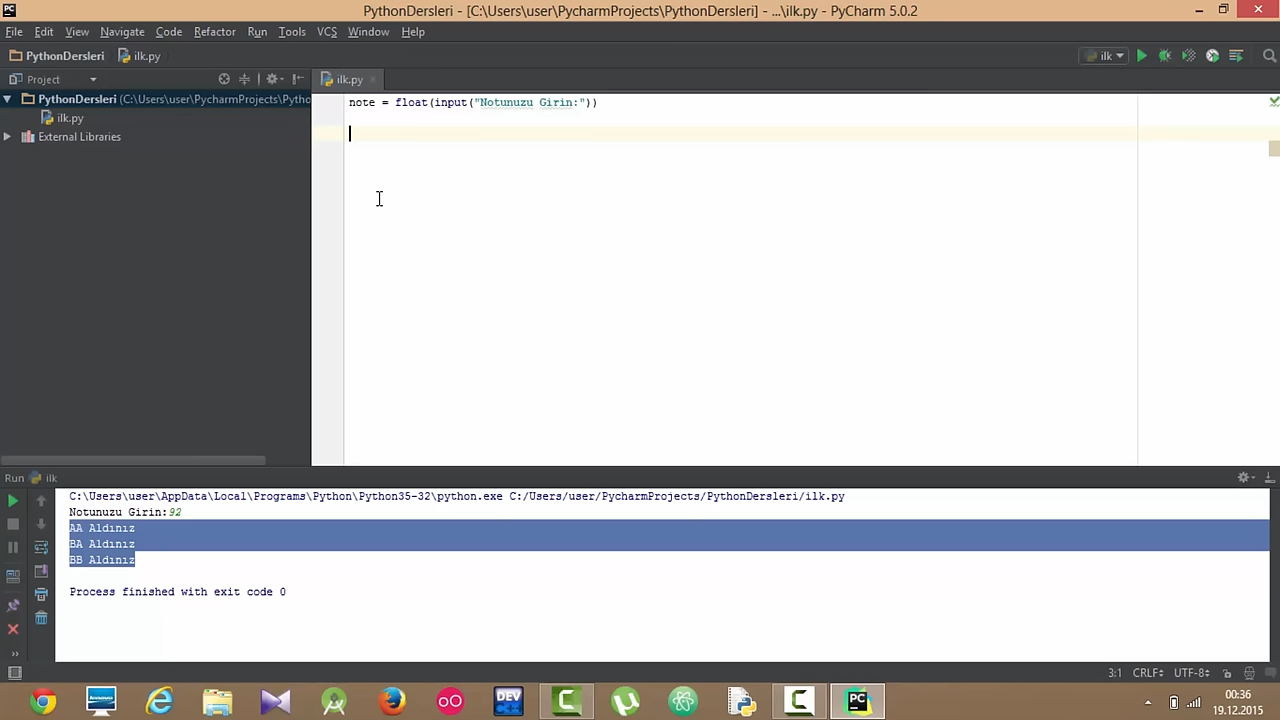 PC
PythonDersleri - [C:\Users\user\PycharmProjects\PythonDersleri] - ...\ilk.py - PyCharm 5.0.2
File Edit View Navigate Code Refactor Run Tools VCS Window Help
PythonDersleri ilk.py ilk
Project
ilk.py
PythonDersleri (C:\Users\user\PycharmProjects\Pytho
ilk.py
External Libraries
note = float(input("Notunuzu Girin:"))
Run ilk
C:\Users\user\AppData\Local\Programs\Python\Python35-32\python.exe C:/Users/user/PycharmProjects/PythonDersleri/ilk.py
Notunuzu Girin:92
AA Aldınız
BA Aldınız
BB Aldınız
Process finished with exit code 0
3:1 CRLF UTF-8
DEV
PC
00:36
19.12.2015